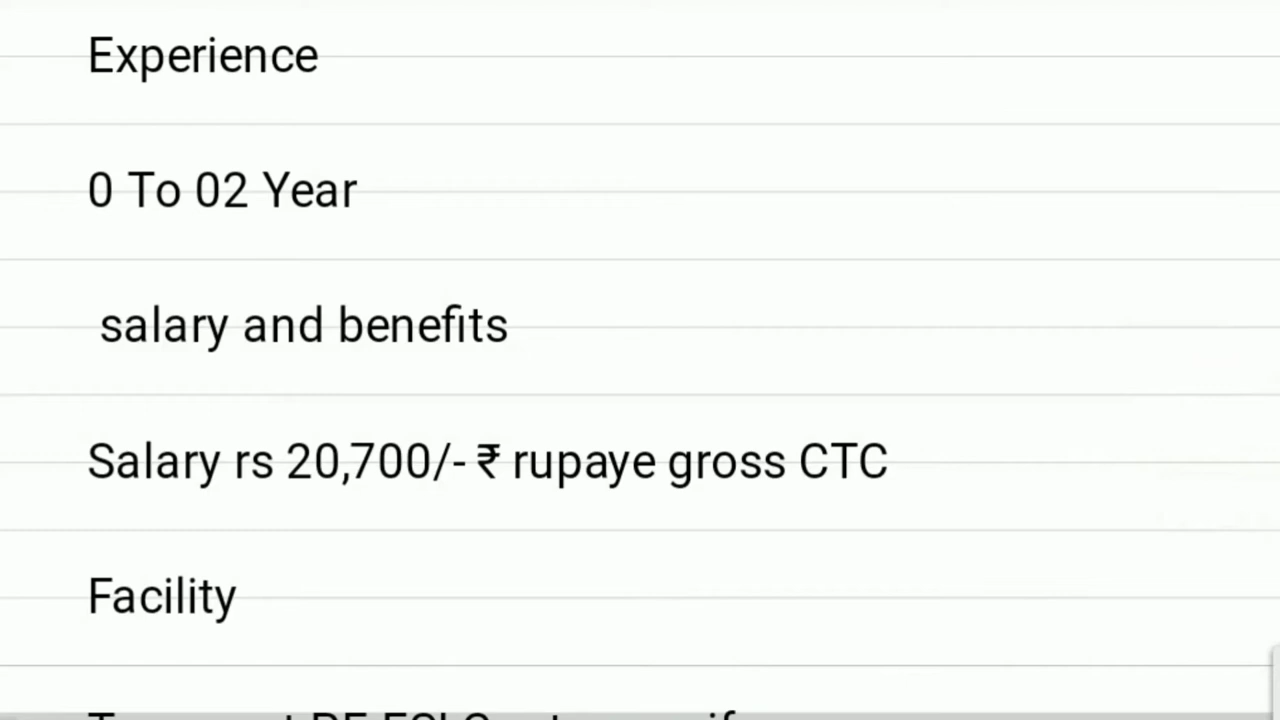 Experience
0 To 02 Year
salary and benefits
Salary rs 20,700/- ₹ rupaye gross CTC
Facility